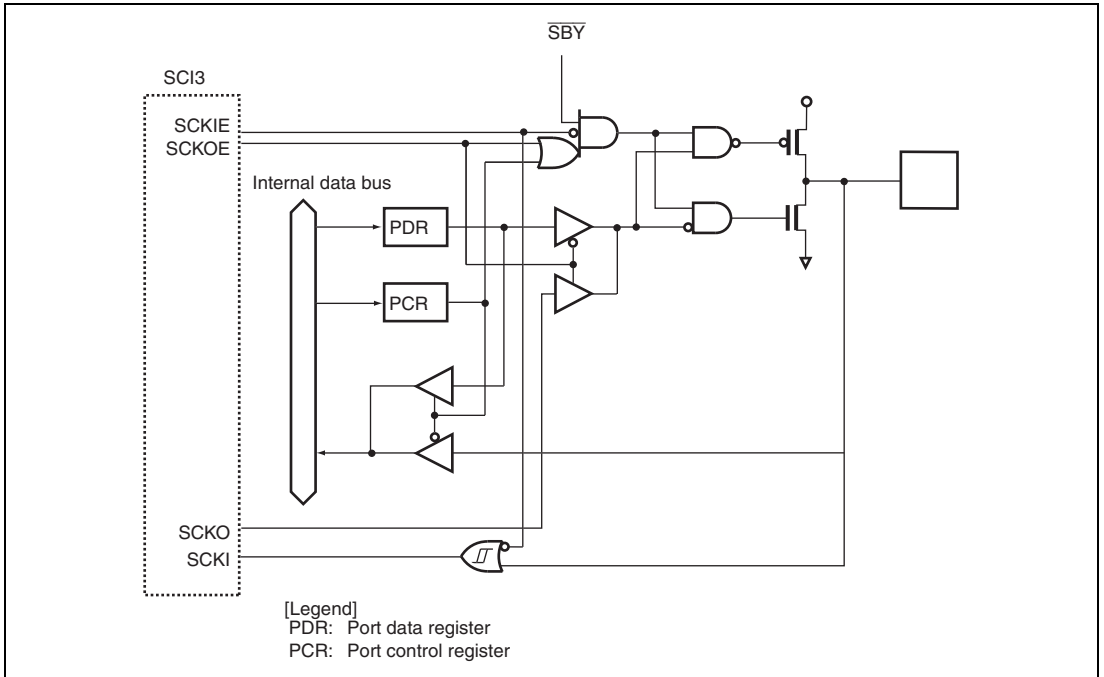 SBY
SCI3
SCKIE
SCKOE
Internal data bus
PDR
PCR
SCKO
SCKI
[Legend]
PDR: Port data register
PCR: Port control register